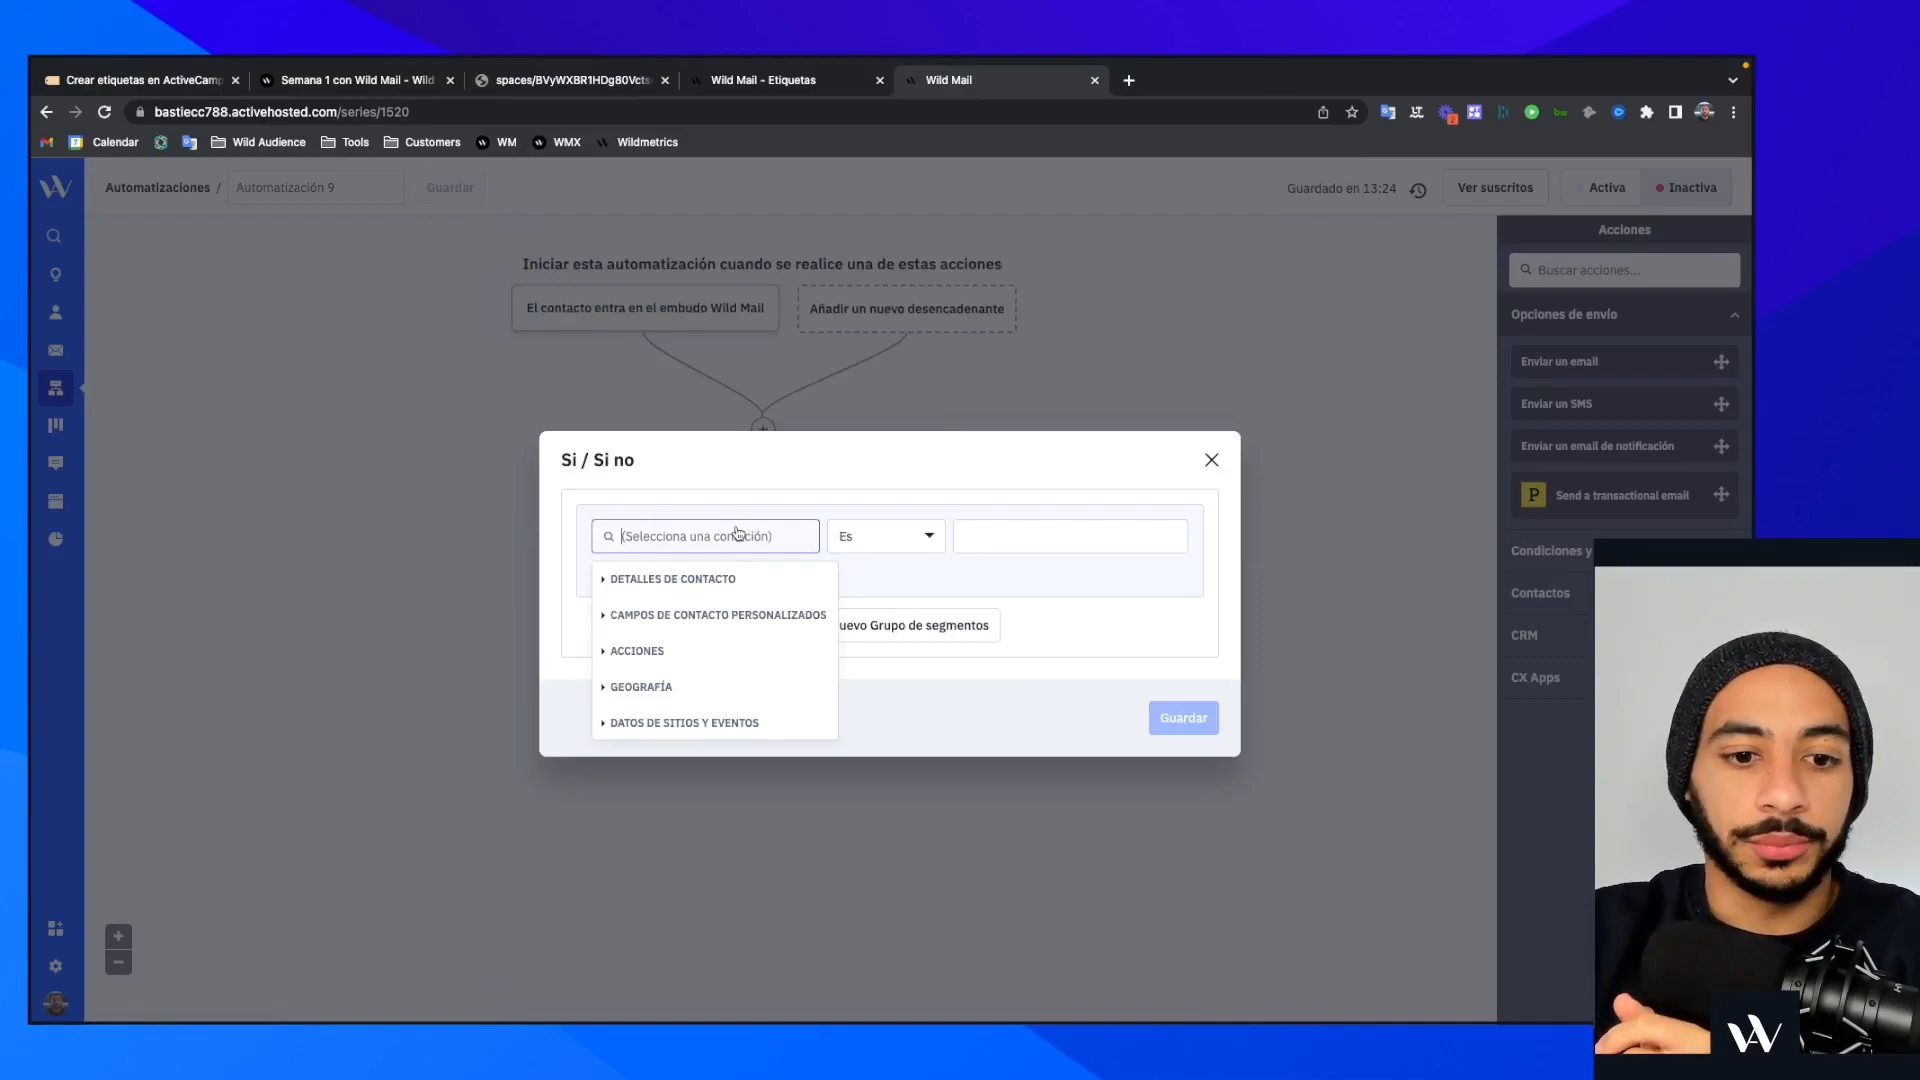 Crear etiquetas en ActiveCamp
Semana 1 con Wild Mail - Wild
spaces/BVyWXBR1HDg80Vcts
Wild Mail - Etiquetas
Wild Mail
bastiecc788.activehosted.com/series/1520
Calendar
Wild Audience
Tools
Customers
WM
WMX
Wildmetrics
Automatizaciones / Automatización 9
Guardar
Guardado en 13:24
Ver suscritos
Activa
Inactiva
Acciones
Buscar acciones...
Iniciar esta automatización cuando se realice una de estas acciones
El contacto entra en el embudo Wild Mail
Añadir un nuevo desencadenante
Opciones de envío
Enviar un email
Enviar un SMS
Enviar un email de notificación
P Send a transactional email
Condiciones y
Contactos
CRM
CX Apps
Si / Si no
(Selecciona una condición)
Es
DETALLES DE CONTACTO
CAMPOS DE CONTACTO PERSONALIZADOS
uevo Grupo de segmentos
ACCIONES
GEOGRAFÍA
DATOS DE SITIOS Y EVENTOS
Guardar